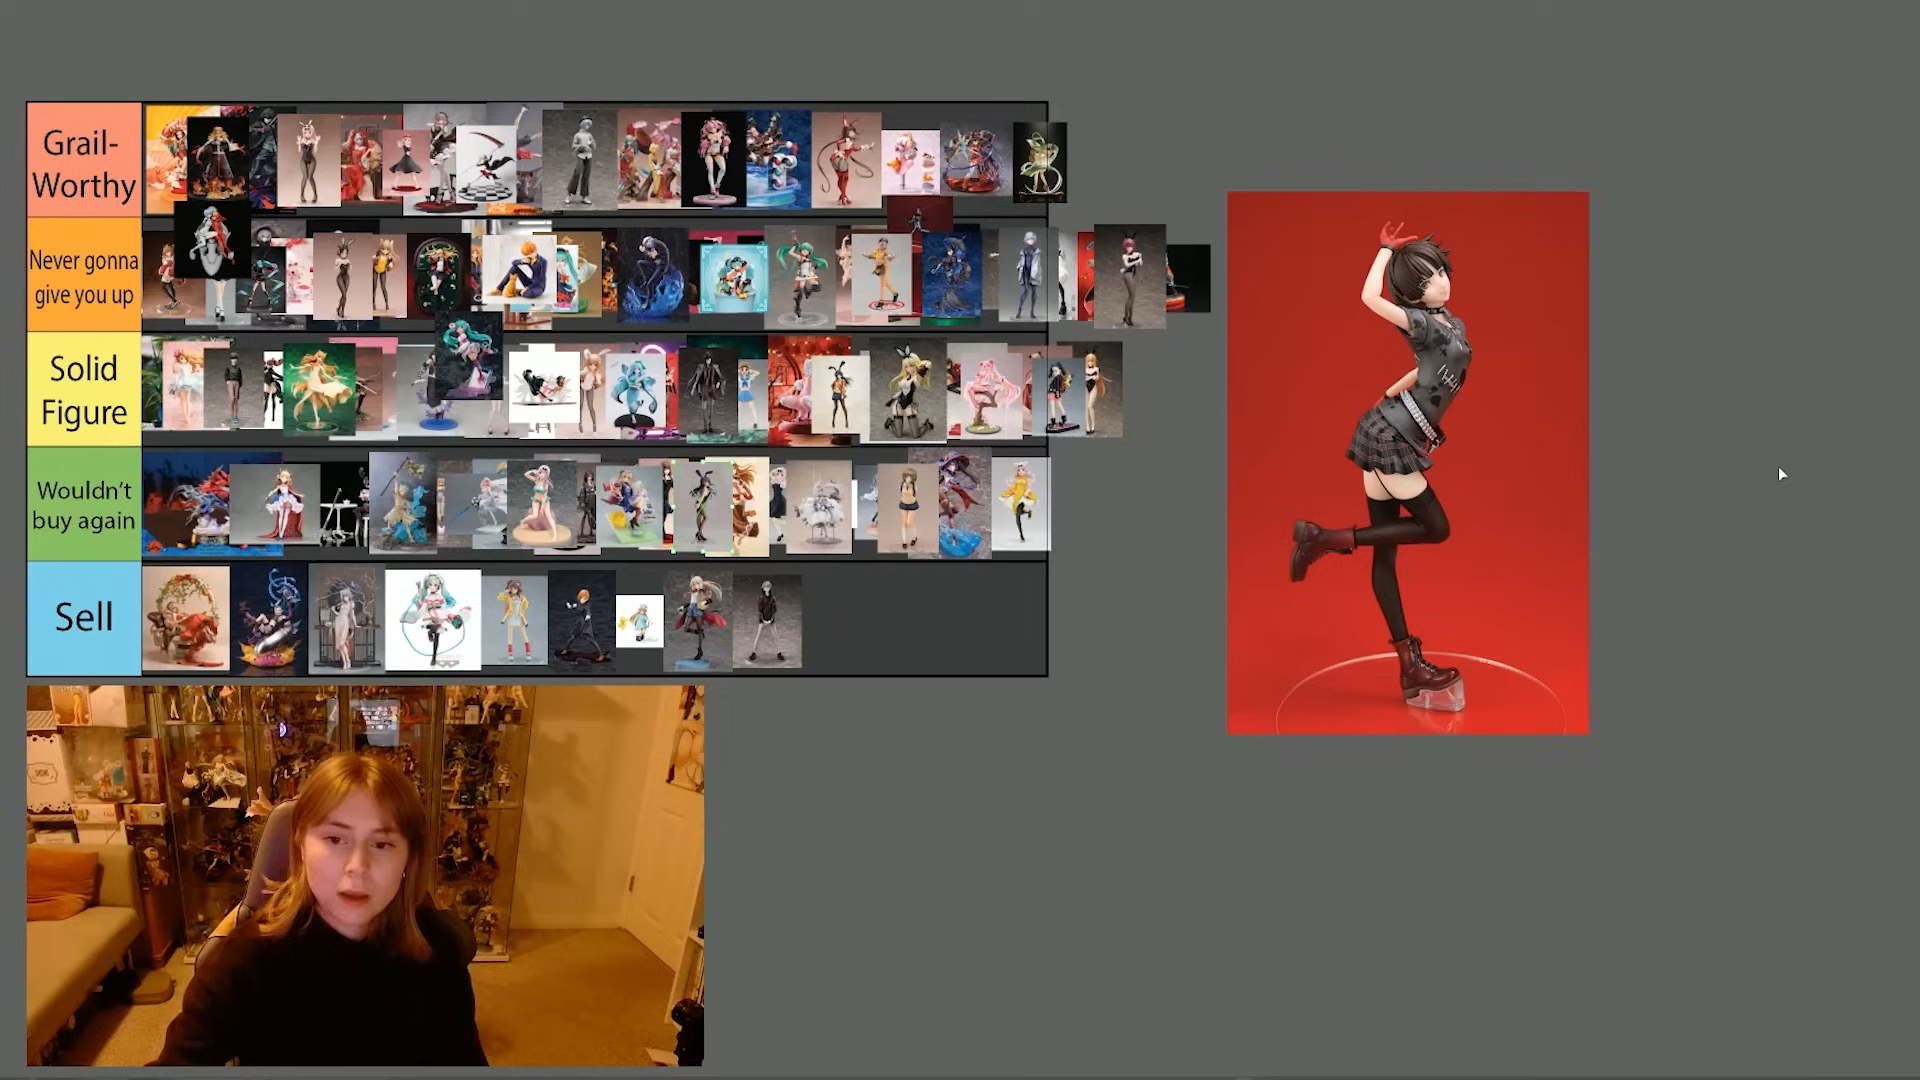 Grail-
Worthy
Never gonna
give you up
Solid
Figure
Wouldn't
buy again
Sell